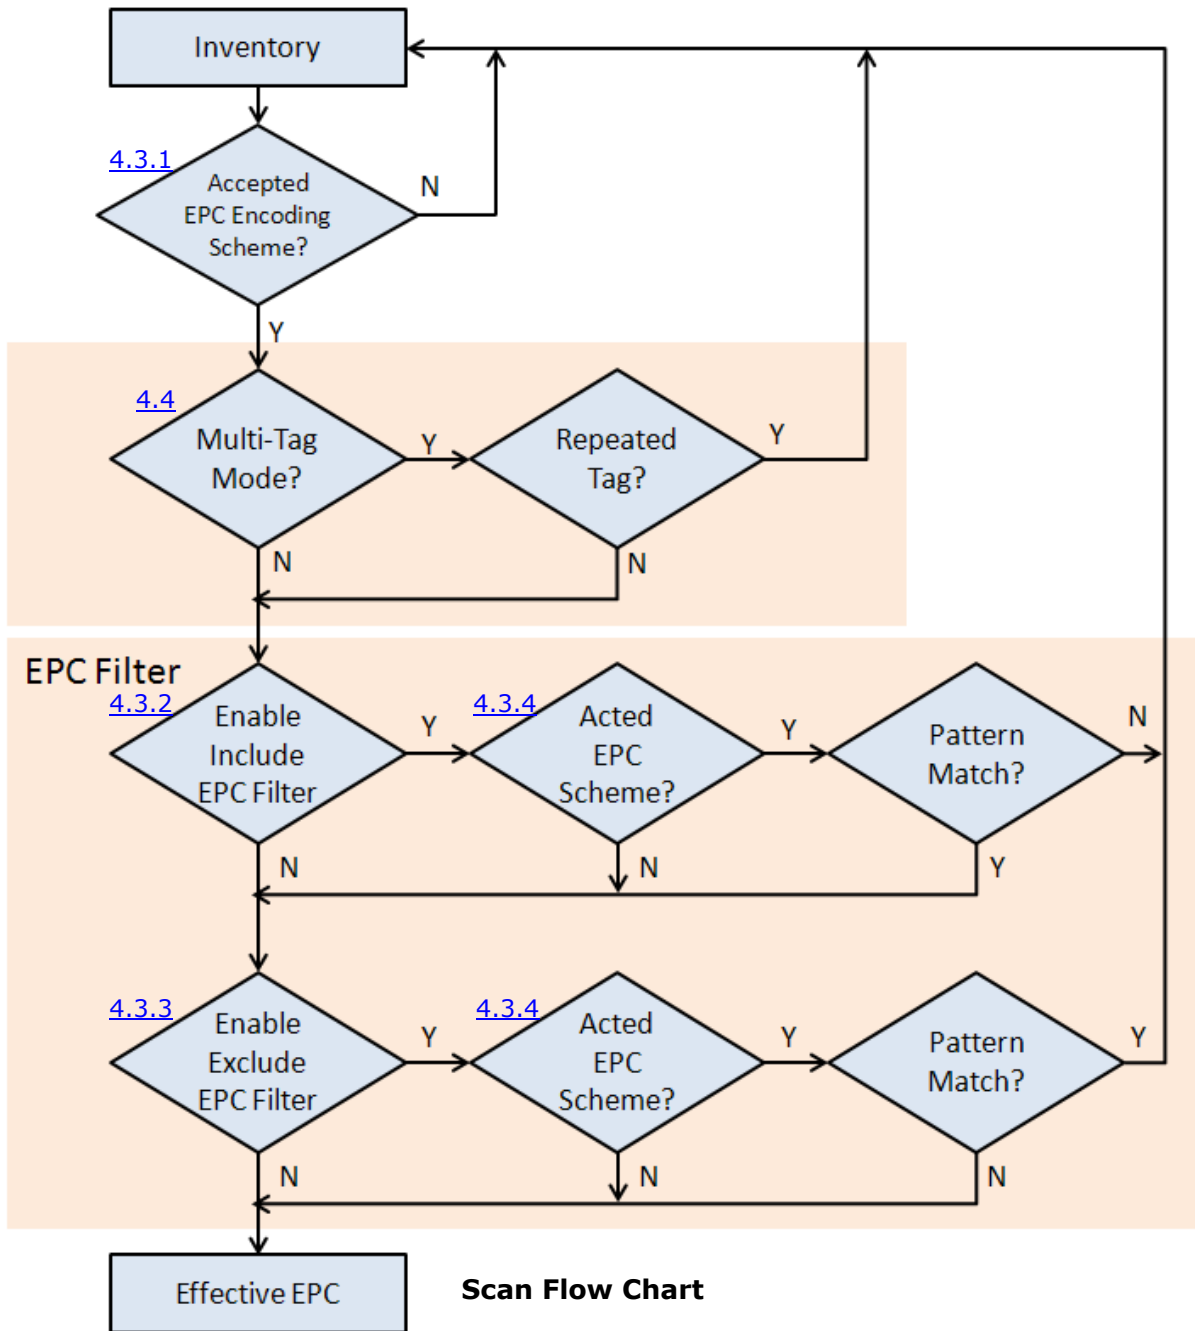 Inventory
4.3.1
Accepted
EPC Encoding
Scheme?
N
Y
4.4
Multi-Tag
Mode?
Y
Repeated
Tag?
Y
N
N
EPC Filter
4.3.2
Enable
Include
EPC Filter
Y
4.3.4
Acted
EPC
Scheme?
Y
Pattern
Match?
N
N
N
Y
4.3.3
Enable
Exclude
EPC Filter
Y
4.3.4
Acted
EPC
Scheme?
Y
Pattern
Match?
Y
N
N
N
Effective EPC
Scan Flow Chart